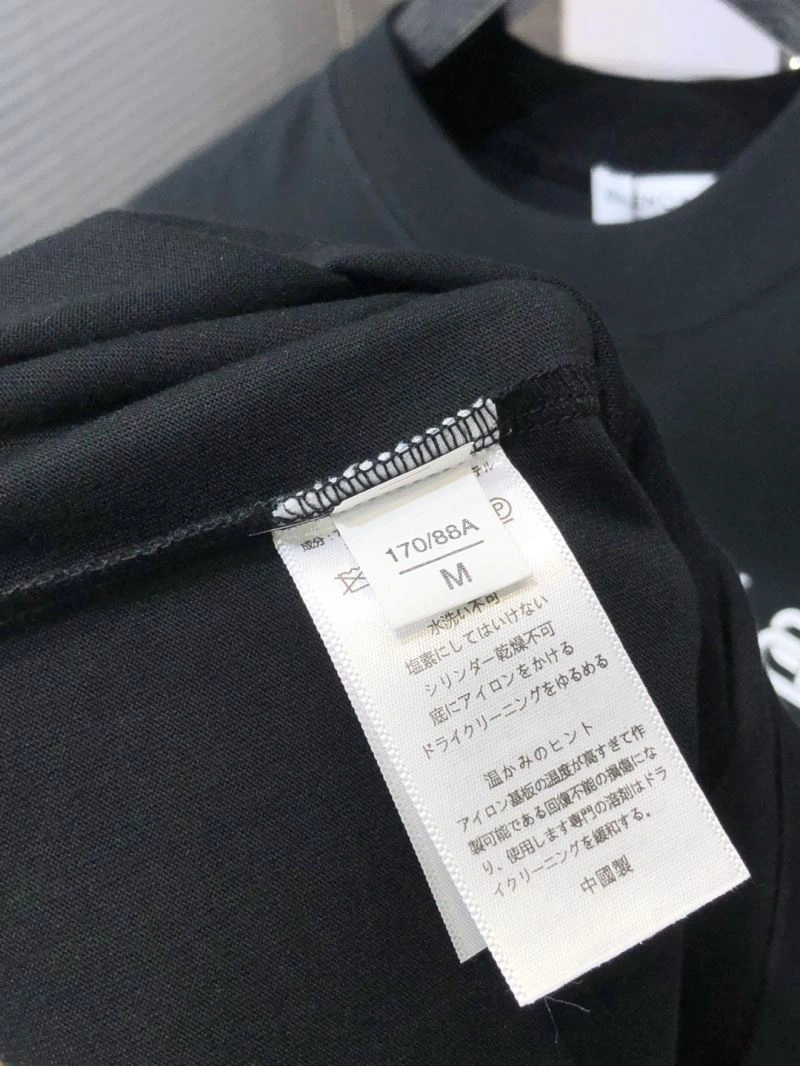 テル
成分:
170/88A
M
水洗い不可
塩素にしてはいけない
シリンダー乾燥不可
底にアイロンをかける
ドライクリーニングをゆるめる
温かみのヒント
アイロン基板の温度が高すぎて作
製可能である回復不能の損傷にな
り、使用します専門の溶剤はドラ
イクリーニングを緩和する。
中國製